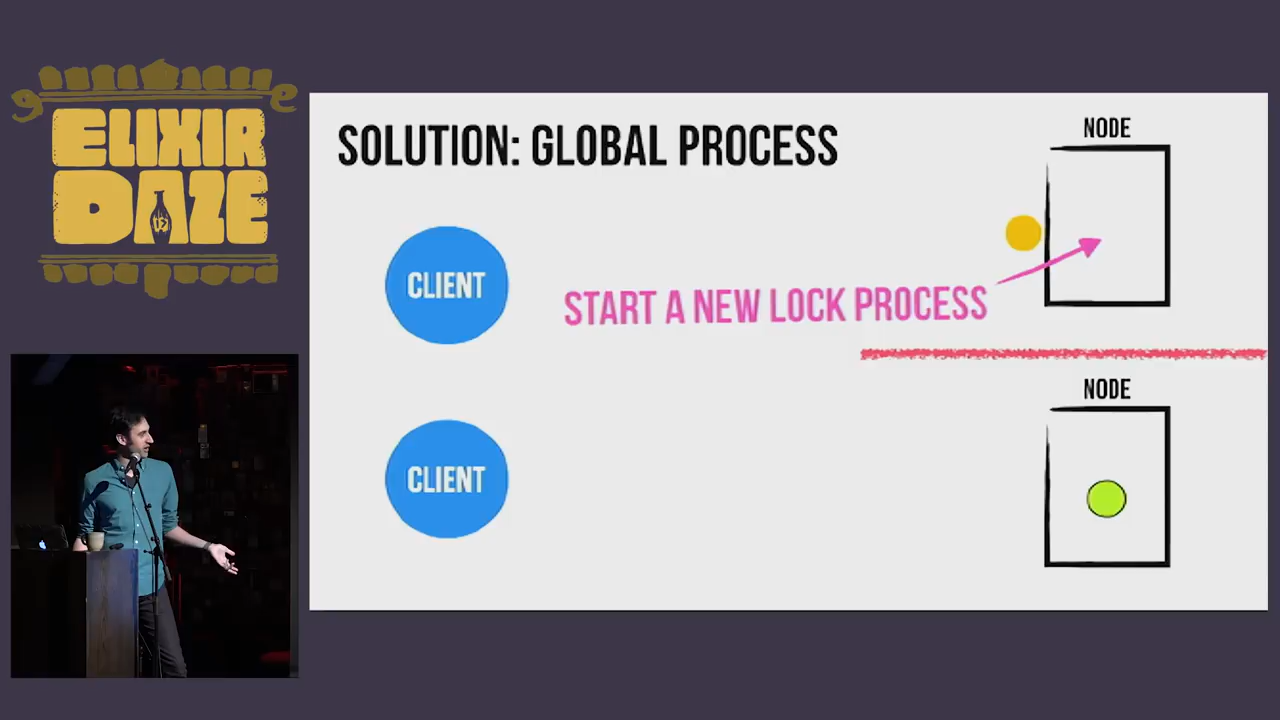 ELIXIR
DAZE
SOLUTION: GLOBAL PROCESS
NODE
CLIENT
START A NEW LOCK PROCESS
NODE
CLIENT